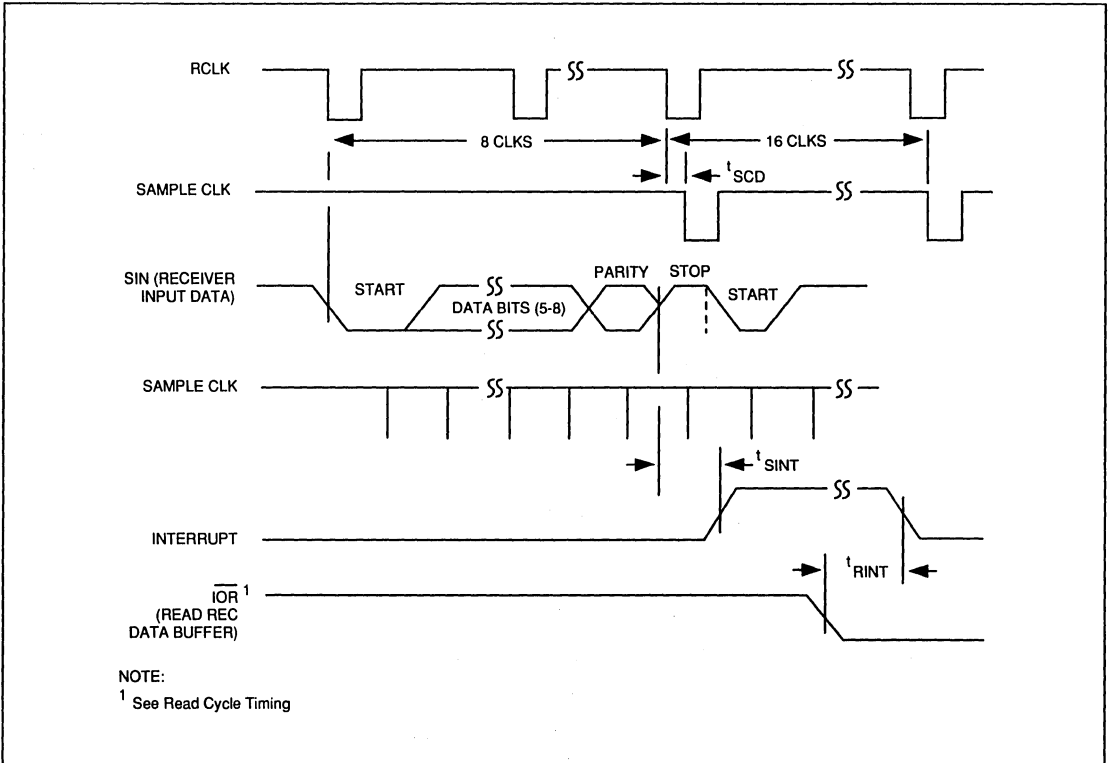 RCLK
8 CLKS
16 CLKS
tSCD
SAMPLE CLK
SIN (RECEIVER
INPUT DATA)
START
DATA BITS (5-8)
PARITY
STOP
START
SAMPLE CLK
tSINT
INTERRUPT
tRINT
IOR 1
(READ REC
DATA BUFFER)
NOTE:
1 See Read Cycle Timing